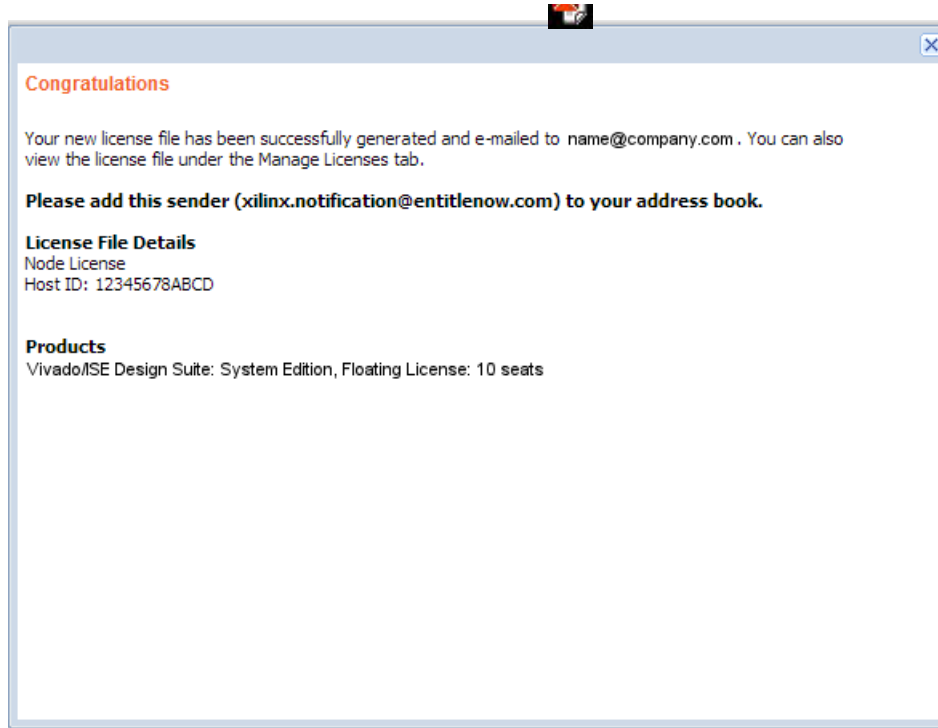 Congratulations
Your new license file has been successfully generated and e-mailed to name@company.com. You can also
view the license file under the Manage Licenses tab.
Please add this sender (xilinx.notification@entitlenow.com) to your address book.
License File Details
Node License
Host ID: 12345678ABCD
Products
Vivado/ISE Design Suite: System Edition, Floating License: 10 seats